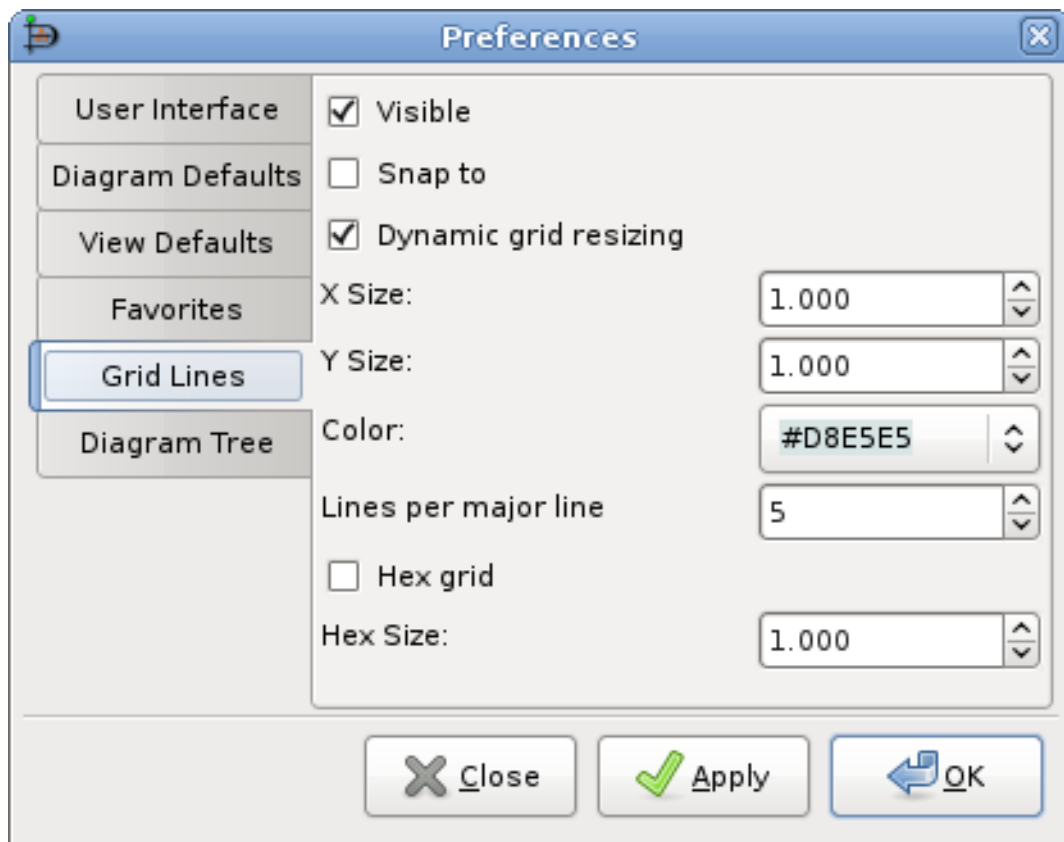 Preferences
User Interface
Diagram Defaults
View Defaults
Favorites
Grid Lines
Diagram Tree
Visible
Snap to
Dynamic grid resizing
X Size:
1.000
Y Size:
1.000
Color:
#D8E5E5
Lines per major line
5
Hex grid
Hex Size:
1.000
Close
Apply
OK